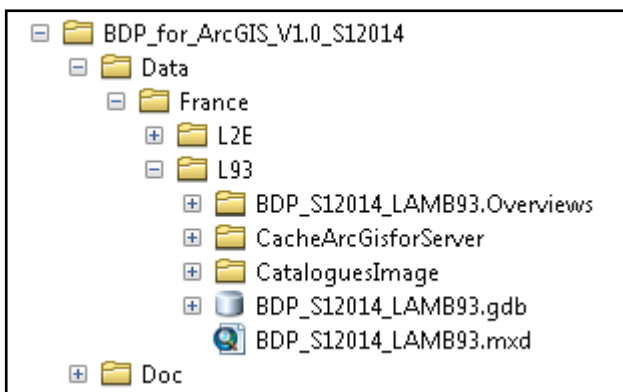 BDP_for_ArcGIS_V1.0_S12014
Data
France
L2E
L93
BDP_S12014_LAMB93.Overviews
CacheArcGisforServer
CataloguesImage
BDP_S12014_LAMB93.gdb
BDP_S12014_LAMB93.mxd
Doc